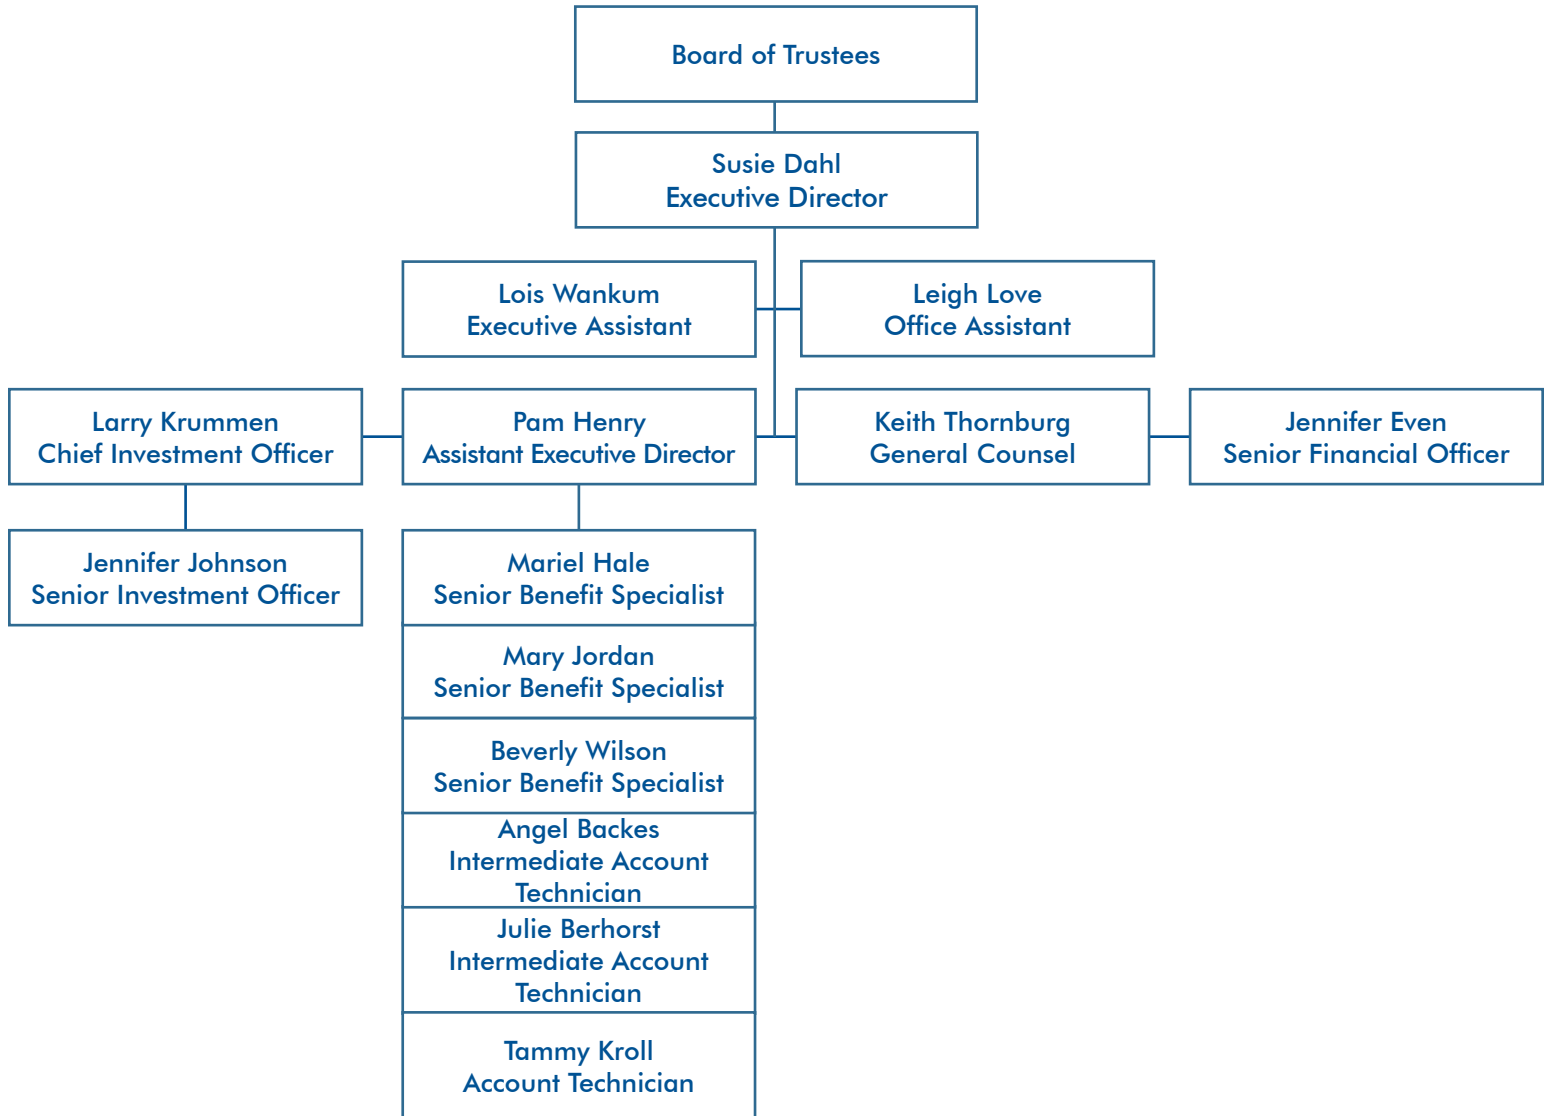 Board of Trustees
Susie Dahl
Executive Director
Lois Wankum
Executive Assistant
Leigh Love
Office Assistant
Larry Krummen
Chief Investment Officer
Pam Henry
Assistant Executive Director
Keith Thornburg
General Counsel
Jennifer Even
Senior Financial Officer
Jennifer Johnson
Senior Investment Officer
Mariel Hale
Senior Benefit Specialist
Mary Jordan
Senior Benefit Specialist
Beverly Wilson
Senior Benefit Specialist
Angel Backes
Intermediate Account
Technician
Julie Berhorst
Intermediate Account
Technician
Tammy Kroll
Account Technician